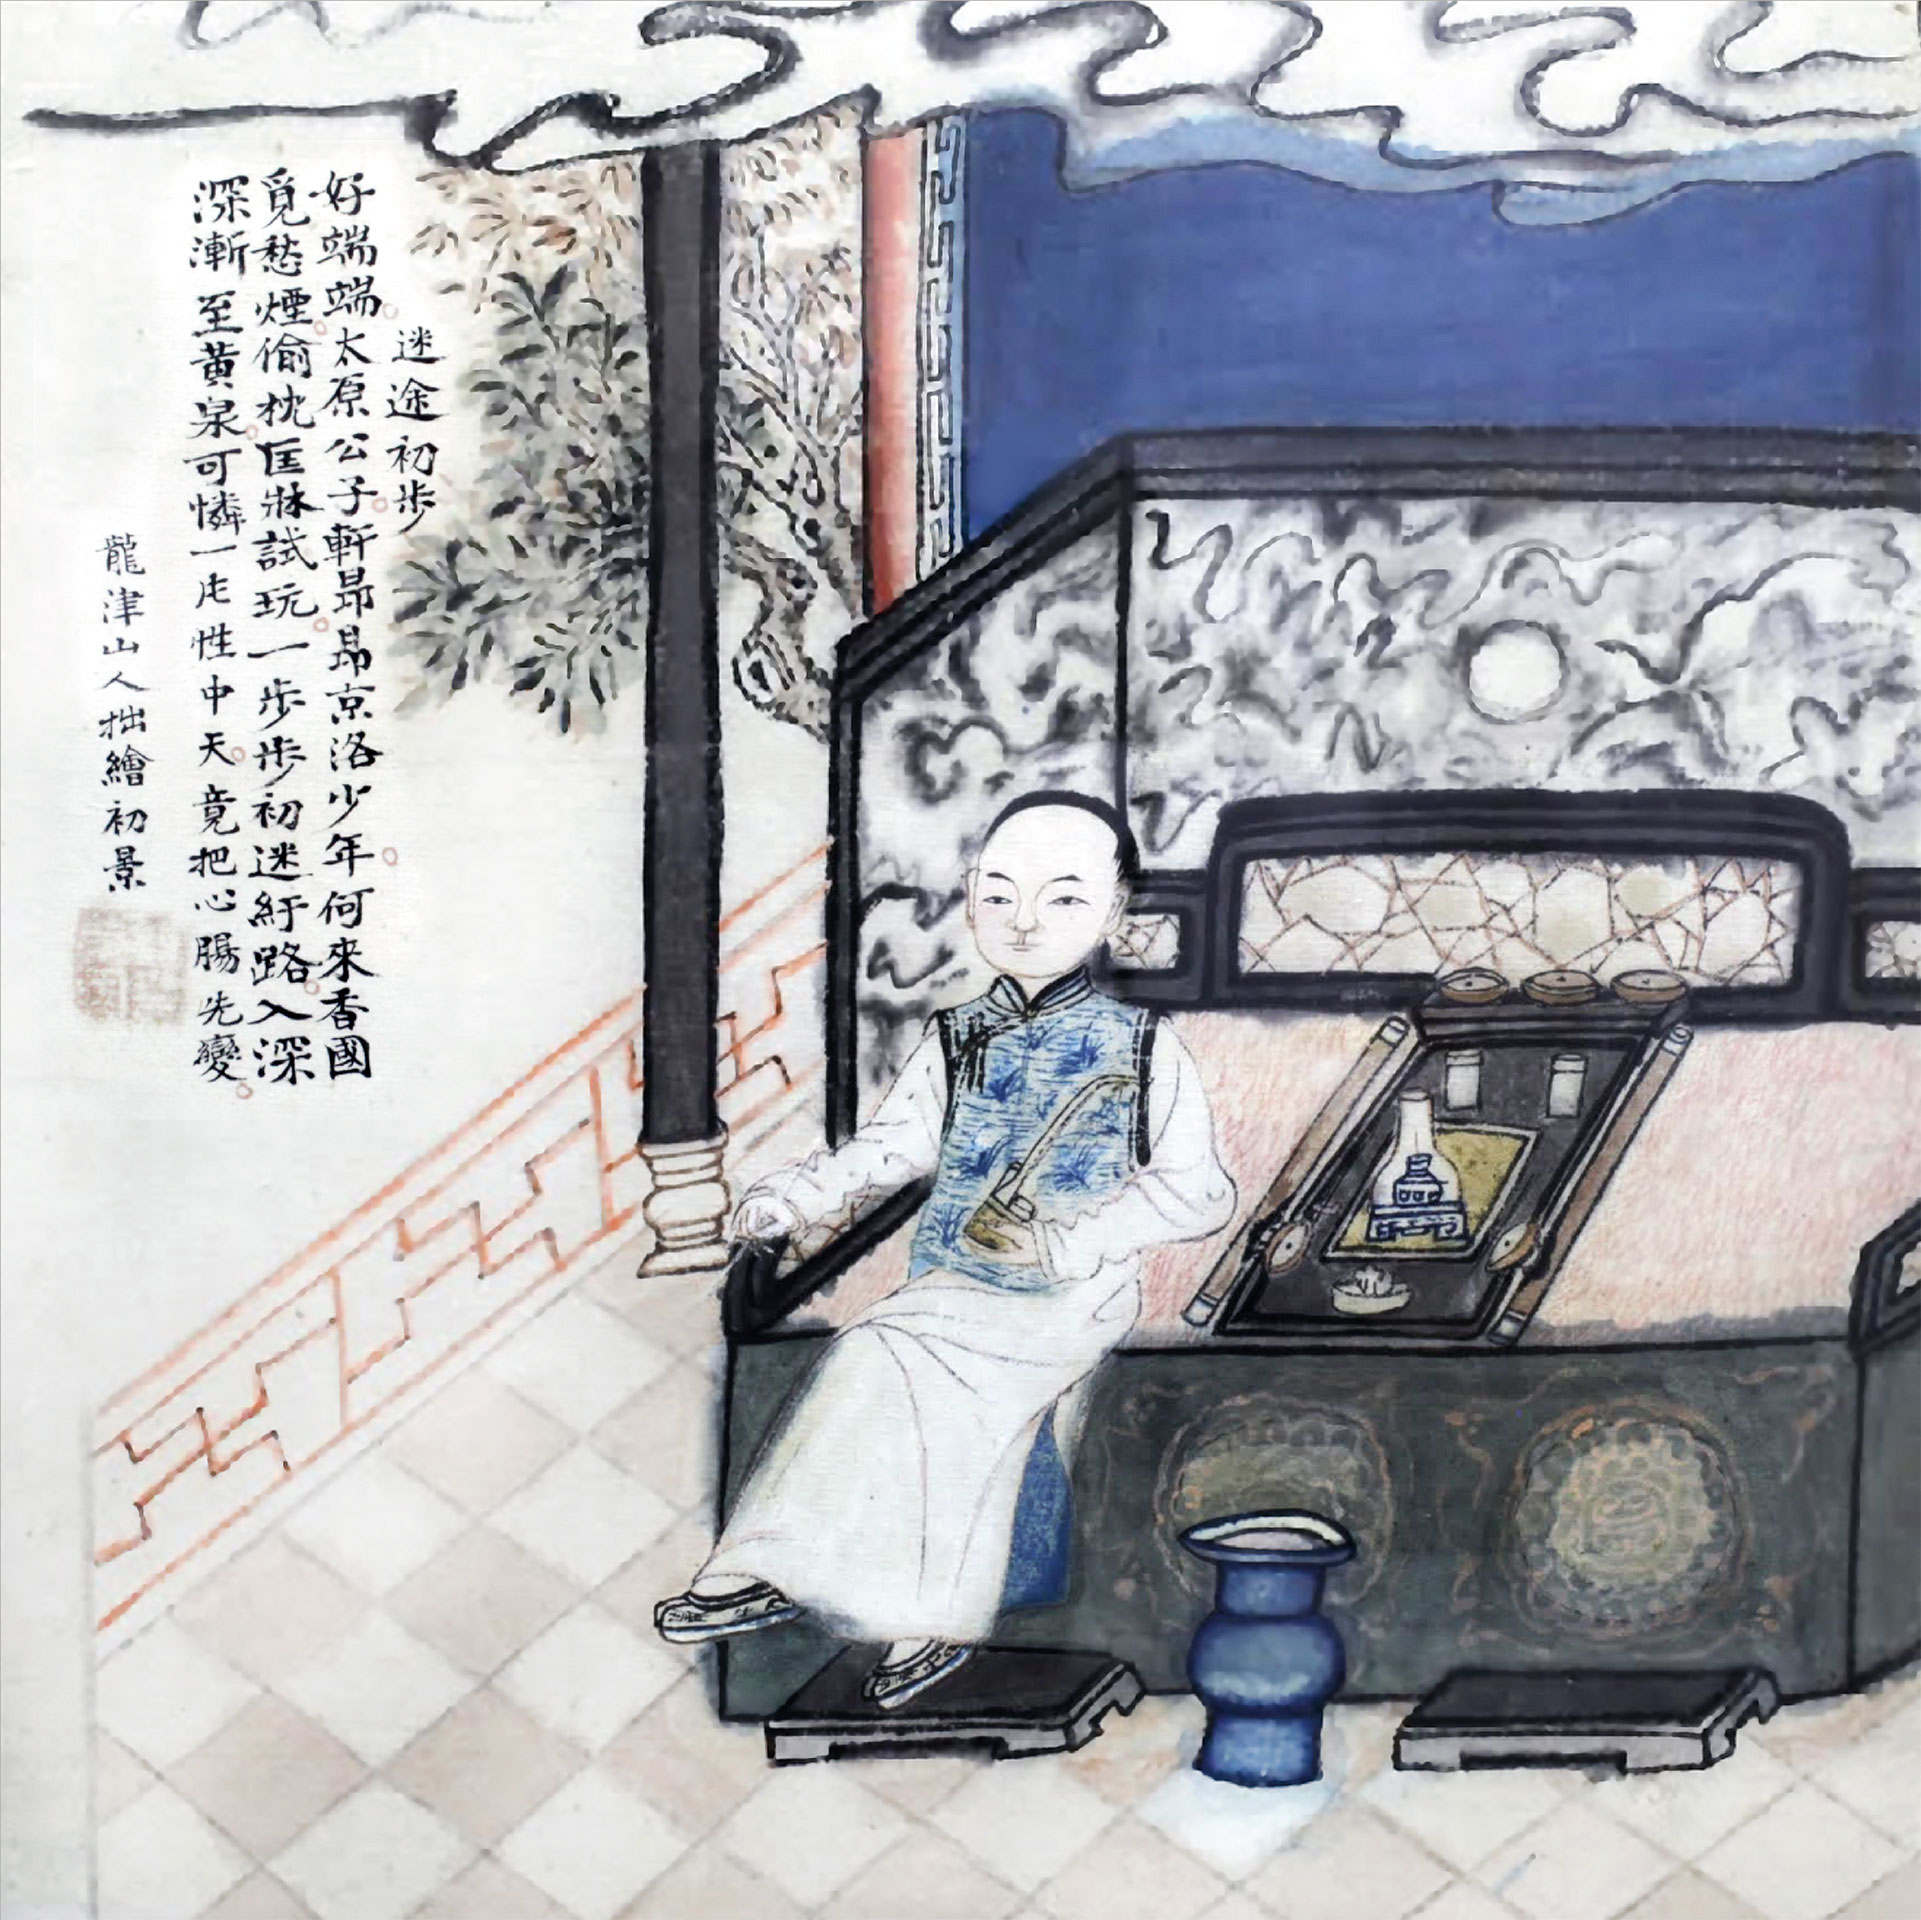 迷途初步
好端端太原公子軒昂昂京洛少年何來香國
覓愁煙偷枕匡牀試玩一步步初迷紆路入深
深漸至黃泉可憐一片性中天竟把心腸先變
龍津山人拙繪初景